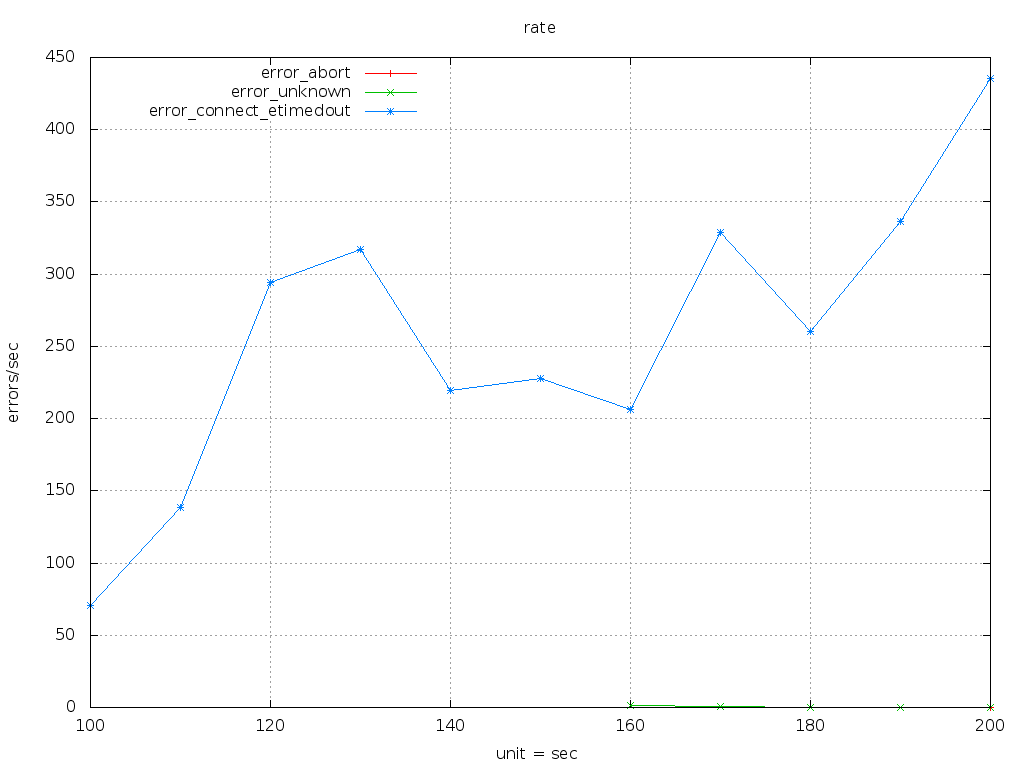 rate
450
400
350
300
250
200
150
100
50
0
errors/sec
error_abort
error_unknown
error_connect_etimedout
100 120 140 160 180 200
unit = sec